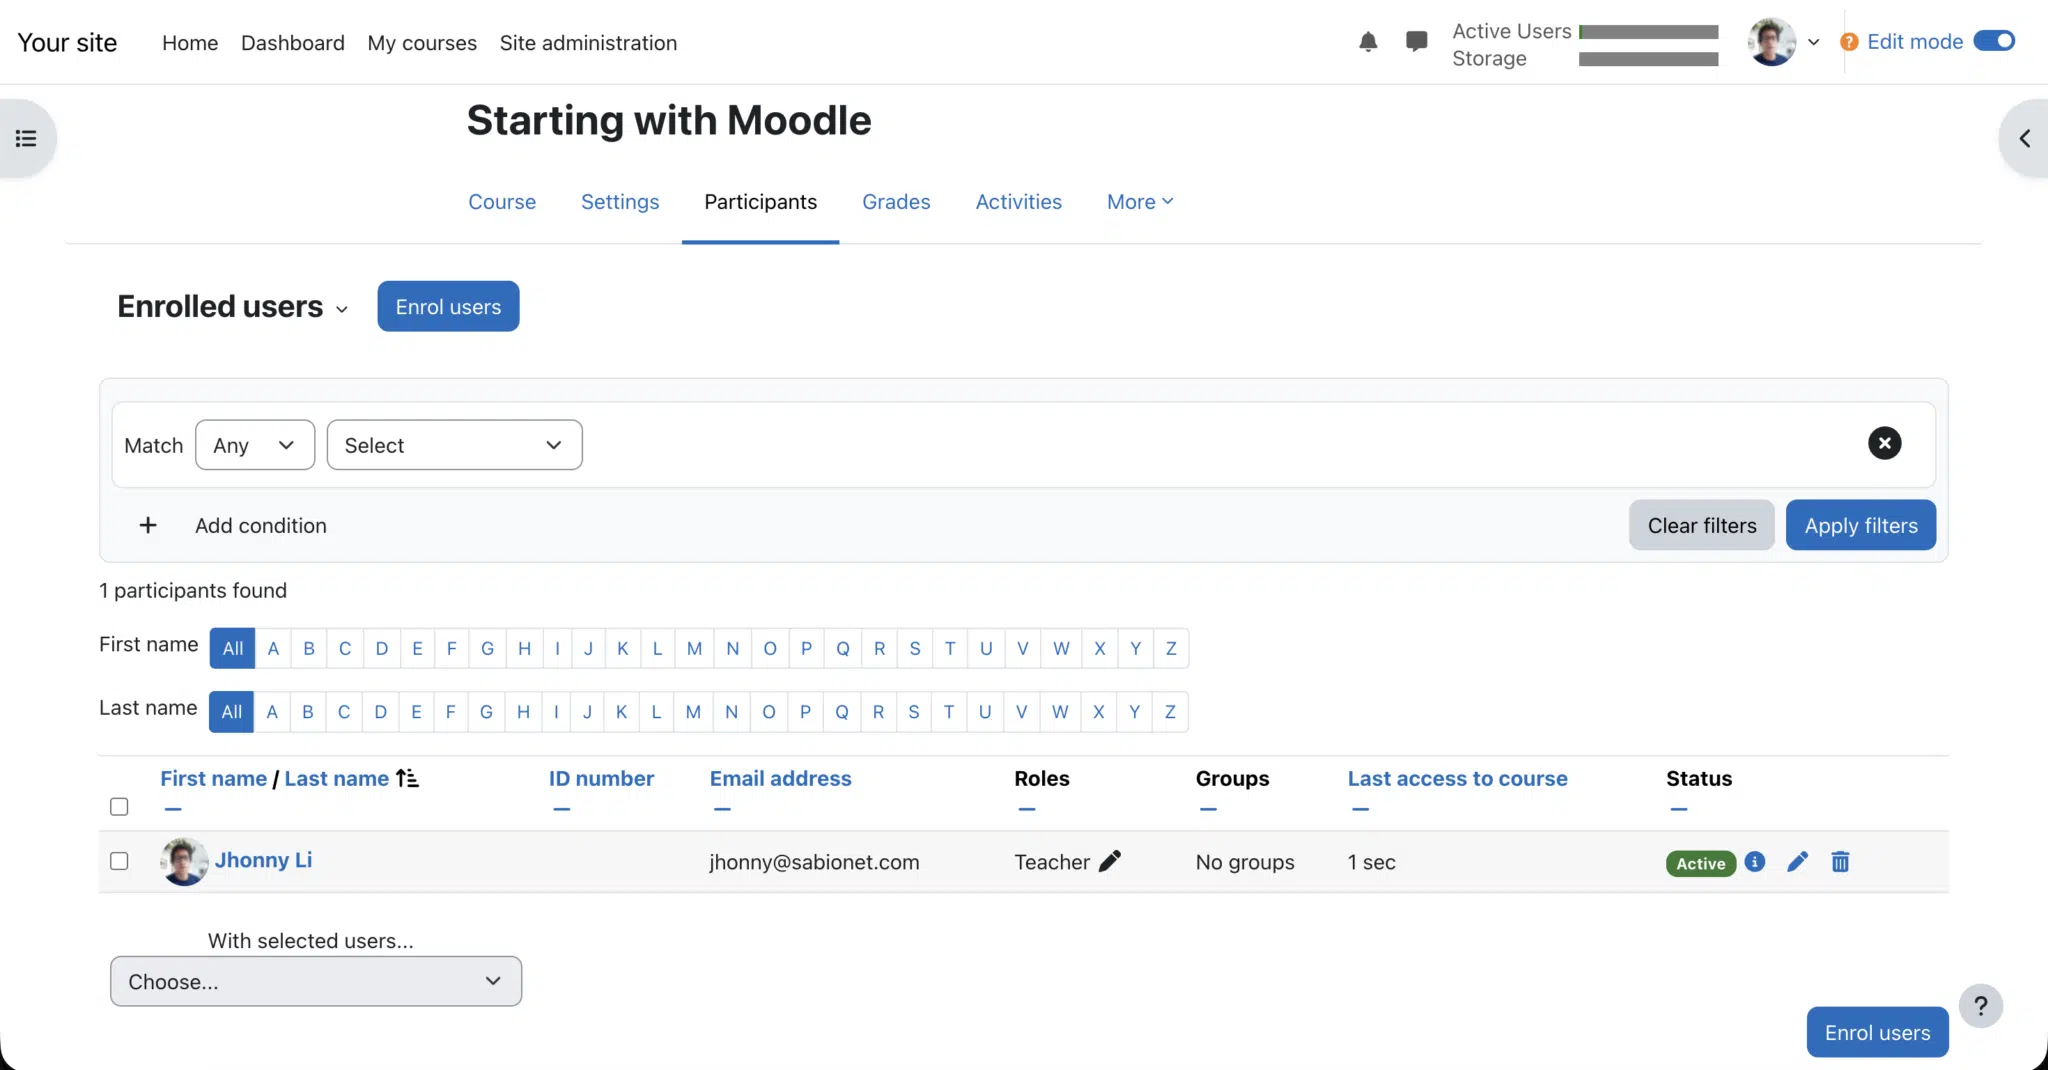 Your site Home Dashboard My courses Site administration Active Users ? Edit mode
Storage
Starting with Moodle
Course Settings Participants Grades Activities More
Enrolled users Enrol users
Match Any Select
+ Add condition Clear filters Apply filters
1 participants found
First name All A B C D E F G H I J K L M N O P Q R S T U V W X Y Z
Last name All A B C D E F G H I J K L M N O P Q R S T U V W X Y Z
First name / Last name ID number Email address Roles Groups Last access to course Status
Jhonny Li jhonny@sabionet.com Teacher No groups 1 sec Active
With selected users...
Choose...
?
Enrol users